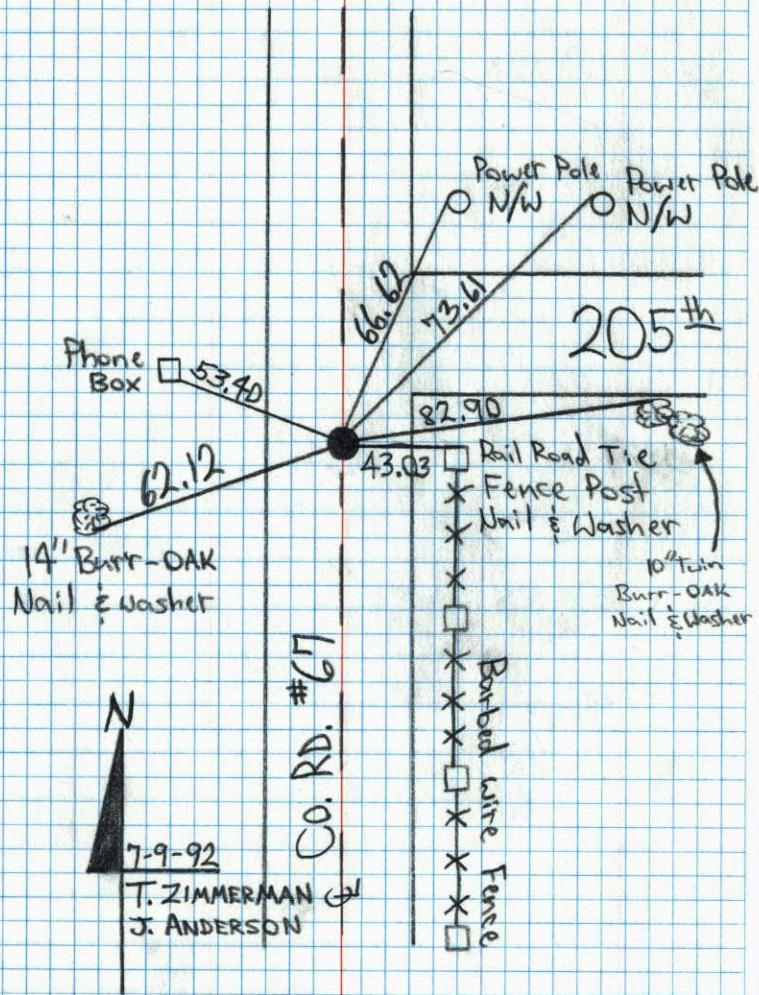 Power Pole
N/W
Power Pole
N/W
66.62
73.61
205th
Phone
Box
53.40
82.90
43.03
Rail Road Tie
Fence Post
Nail & Washer
62.12
14" Burr-OAK
Nail & Washer
10" Twin
Burr-OAK
Nail & Washer
Co. RD. #67
Barbed wire Fence
N
7-9-92
T. ZIMMERMAN
J. ANDERSON